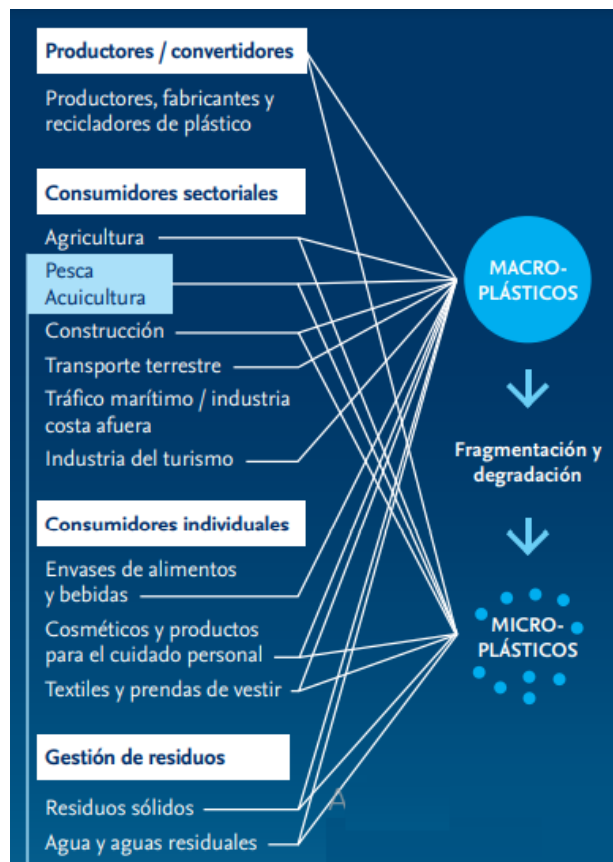 Productores / convertidores
Productores, fabricantes y
recicladores de plástico
Consumidores sectoriales
Agricultura
Pesca
Acuicultura
Construcción
Transporte terrestre
Tráfico marítimo / industria
costa afuera
Industria del turismo
Consumidores individuales
Envases de alimentos
y bebidas
Cosméticos y productos
para el cuidado personal
Textiles y prendas de vestir
Gestión de residuos
Residuos sólidos
Agua y aguas residuales
MACRO-
PLÁSTICOS
Fragmentación y
degradación
MICRO-
PLÁSTICOS
A